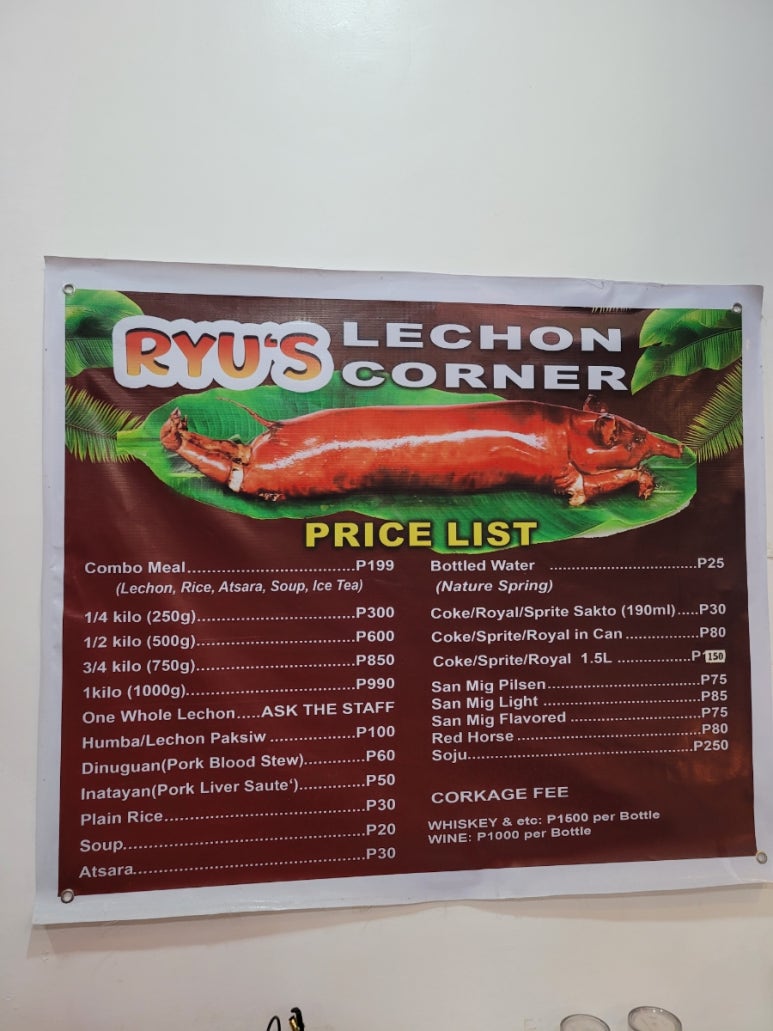 RYU'S LECHON
CORNER
PRICE LIST
Combo Meal................................P199
(Lechon, Rice, Atsara, Soup, Ice Tea)
1/4 kilo (250g)..............................P300
1/2 kilo (500g)..............................P600
3/4 kilo (750g)..............................P850
1kilo (1000g)................................P990
One Whole Lechon.....ASK THE STAFF
Humba/Lechon Paksiw ................P100
Dinuguan(Pork Blood Stew)...........P60
Inatayan(Pork Liver Saute‘)............P50
Plain Rice.....................................P30
Soup............................................P20
Atsara..........................................P30
Bottled Water ...........................P25
(Nature Spring)
Coke/Royal/Sprite Sakto (190ml).....P30
Coke/Sprite/Royal in Can................P80
Coke/Sprite/Royal 1.5L ..............P150
San Mig Pilsen.............................P75
San Mig Light .............................P85
San Mig Flavored ........................P75
Red Horse ..................................P80
Soju..........................................P250
CORKAGE FEE
WHISKEY & etc: P1500 per Bottle
WINE: P1000 per Bottle